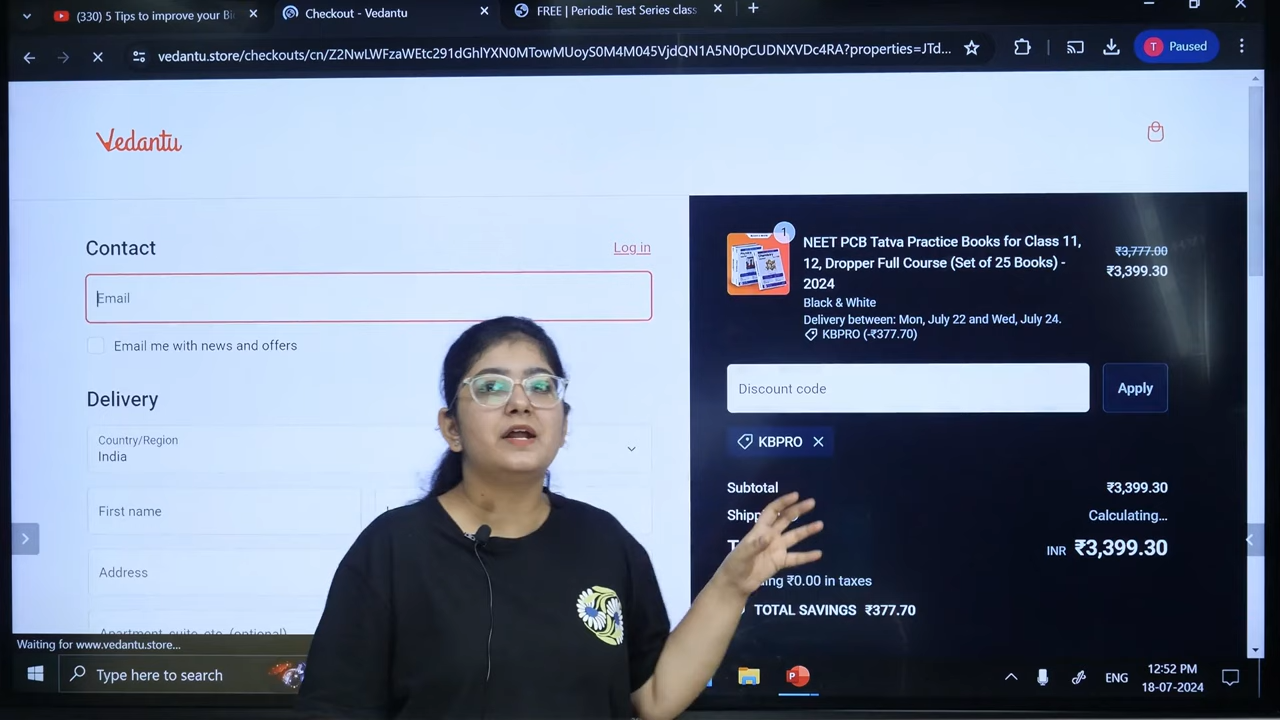 (330) 5 Tips to improve your Bi
Checkout - Vedantu
FREE | Periodic Test Series class
vedantu.store/checkouts/cn/Z2NwLWFzaWEtc291dGhlYXN0MTowMUoyS0M4M045VjdQN1A5N0pCUDNXVDc4RA?properties=JTd...
T Paused
Vedantu
Contact
Log in
Email
Email me with news and offers
Delivery
Country/Region
India
First name
Address
Apartment, suite, etc. (optional)
1
NEET PCB Tatva Practice Books for Class 11,
12, Dropper Full Course (Set of 25 Books) -
2024
Black & White
Delivery between: Mon, July 22 and Wed, July 24.
KBPRO (-₹377.70)
₹3,777.00
₹3,399.30
Discount code
Apply
KBPRO
Subtotal
₹3,399.30
Calculating...
INR ₹3,399.30
₹0.00 in taxes
TOTAL SAVINGS ₹377.70
Waiting for www.vedantu.store...
Type here to search
ENG
12:52 PM
18-07-2024